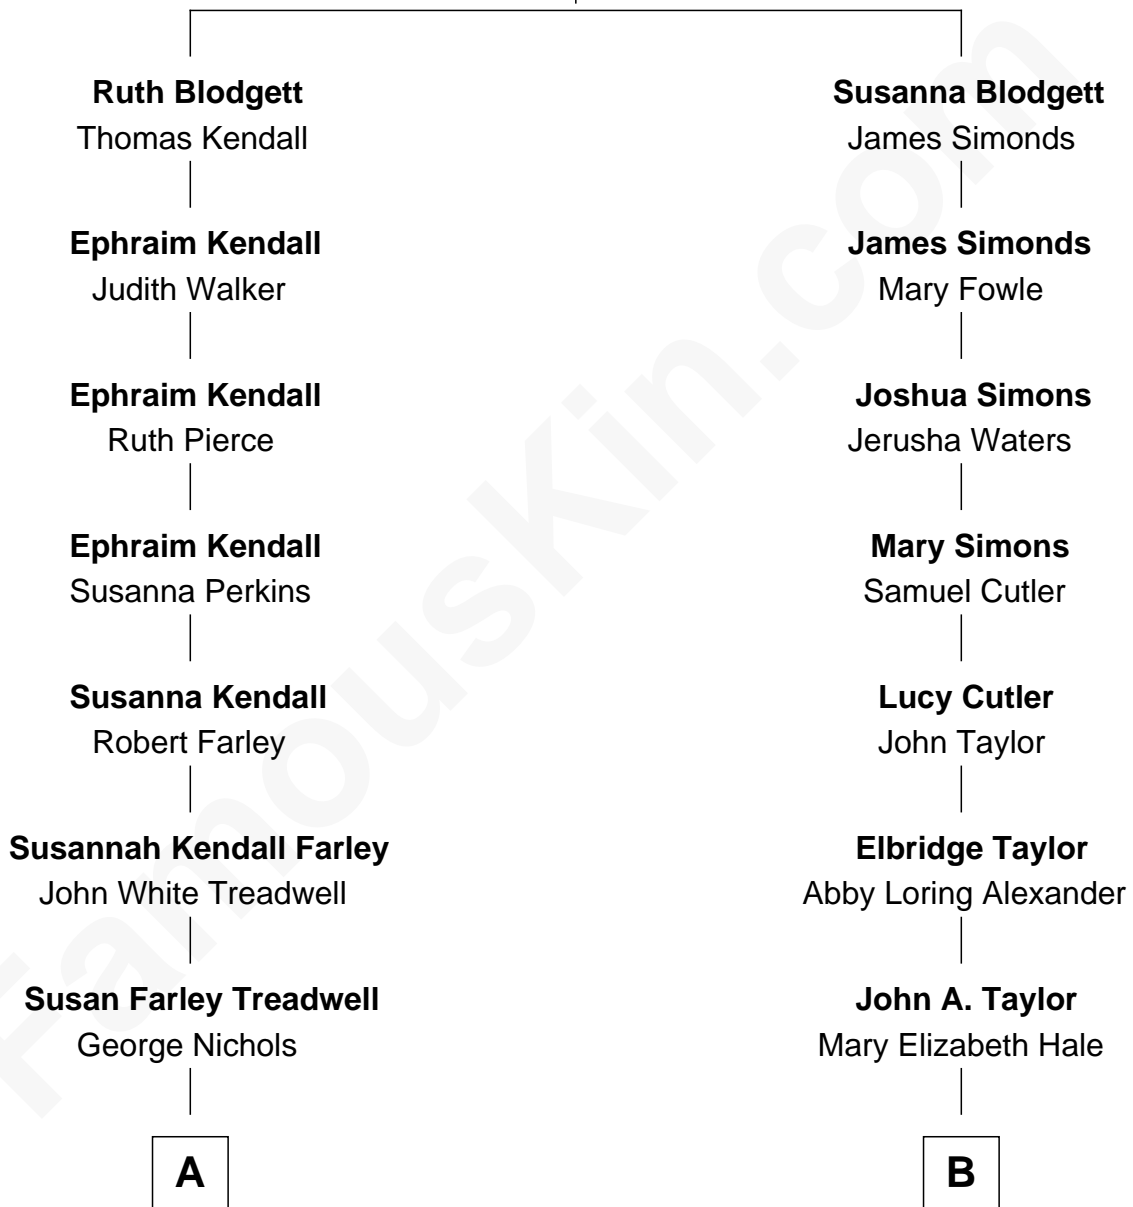 Ruth Blodgett
Thomas Kendall
Ephraim Kendall
Judith Walker
Ephraim Kendall
Ruth Pierce
Ephraim Kendall
Susanna Perkins
Susanna Kendall
Robert Farley
Susannah Kendall Farley
John White Treadwell
Susan Farley Treadwell
George Nichols
A
Susanna Blodgett
James Simonds
James Simonds
Mary Fowle
Joshua Simons
Jerusha Waters
Mary Simons
Samuel Cutler
Lucy Cutler
John Taylor
Elbridge Taylor
Abby Loring Alexander
John A. Taylor
Mary Elizabeth Hale
B
FamousKin.com